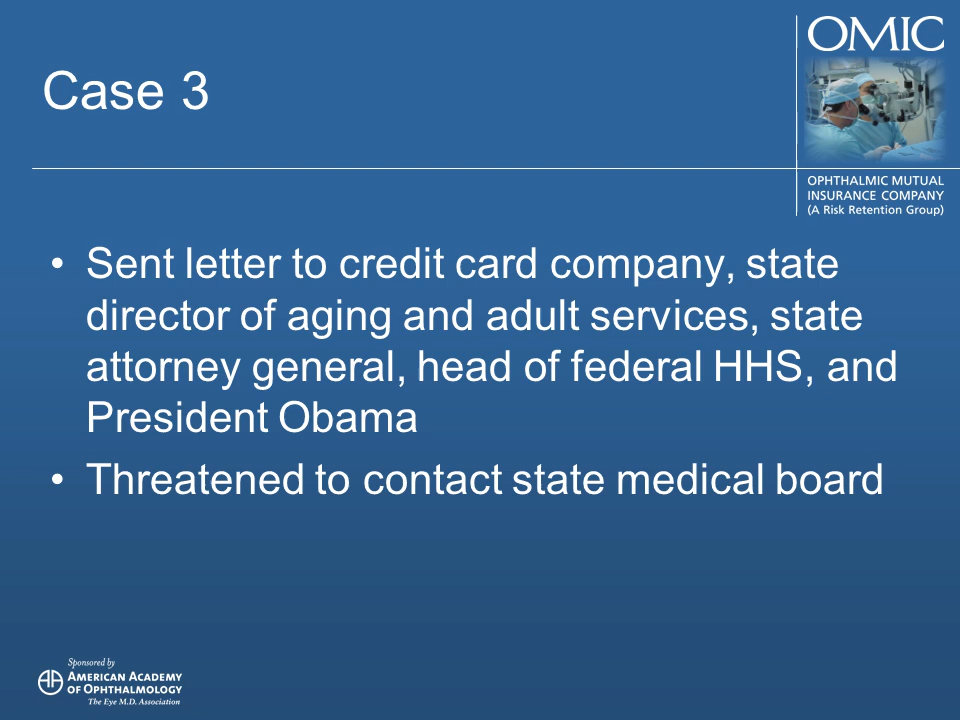 OMIC
Case 3
OPHTHALMIC MUTUAL
INSURANCE COMPANY
(A Risk Retention Group)
• Sent letter to credit card company, state
director of aging and adult services, state
attorney general, head of federal HHS, and
President Obama
• Threatened to contact state medical board
Sponsored by
AMERICAN ACADEMY
OF OPHTHALMOLOGY
The Eye M.D. Association